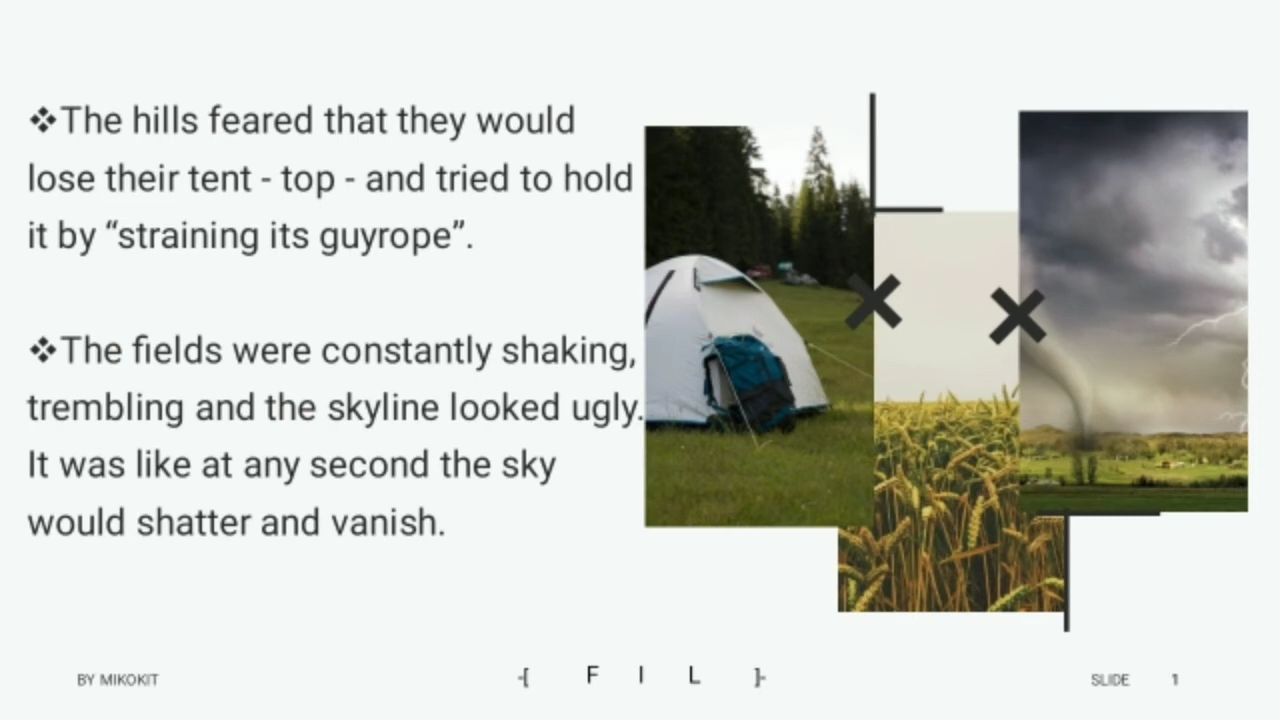 ❖The hills feared that they would
lose their tent - top - and tried to hold
it by “straining its guyrope”.
❖The fields were constantly shaking,
trembling and the skyline looked ugly.
It was like at any second the sky
would shatter and vanish.
BY MIKOKIT
-[ F I L ]-
SLIDE 1